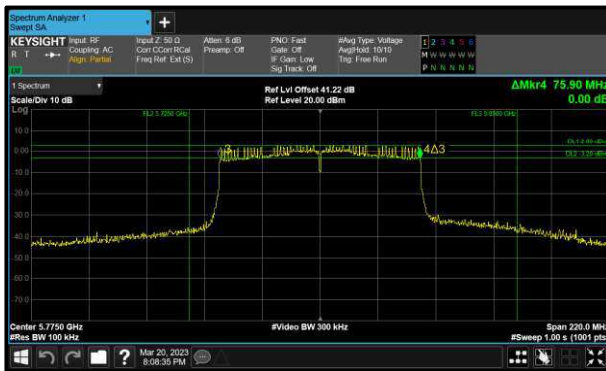 Spectrum Analyzer 1
Swept SA
+
KEYSIGHT
R T
Input: RF
Coupling: AC
Align: Partial
Input Z: 50 Ω
Corr CCorr RCal
Freq Ref: Ext (S)
Atten: 6 dB
Preamp: Off
PNO: Fast
Gate: Off
IF Gain: Low
Sig Track: Off
#Avg Type: Voltage
Avg|Hold: 10/10
Trig: Free Run
1 2 3 4 5 6
M W W W W W
P N N N N N
1 Spectrum
Scale/Div 10 dB
Ref Lvl Offset 41.22 dB
Ref Level 20.00 dBm
ΔMkr4 75.90 MHz
0.00 dB
Log
10.0
0.00
-10.0
-20.0
-30.0
-40.0
-50.0
-60.0
-70.0
3
4Δ3
Center 5.7750 GHz
#Res BW 100 kHz
#Video BW 300 kHz
Span 220.0 MHz
#Sweep 1.00 s (1001 pts)
?
Mar 20, 2023
8:08:35 PM